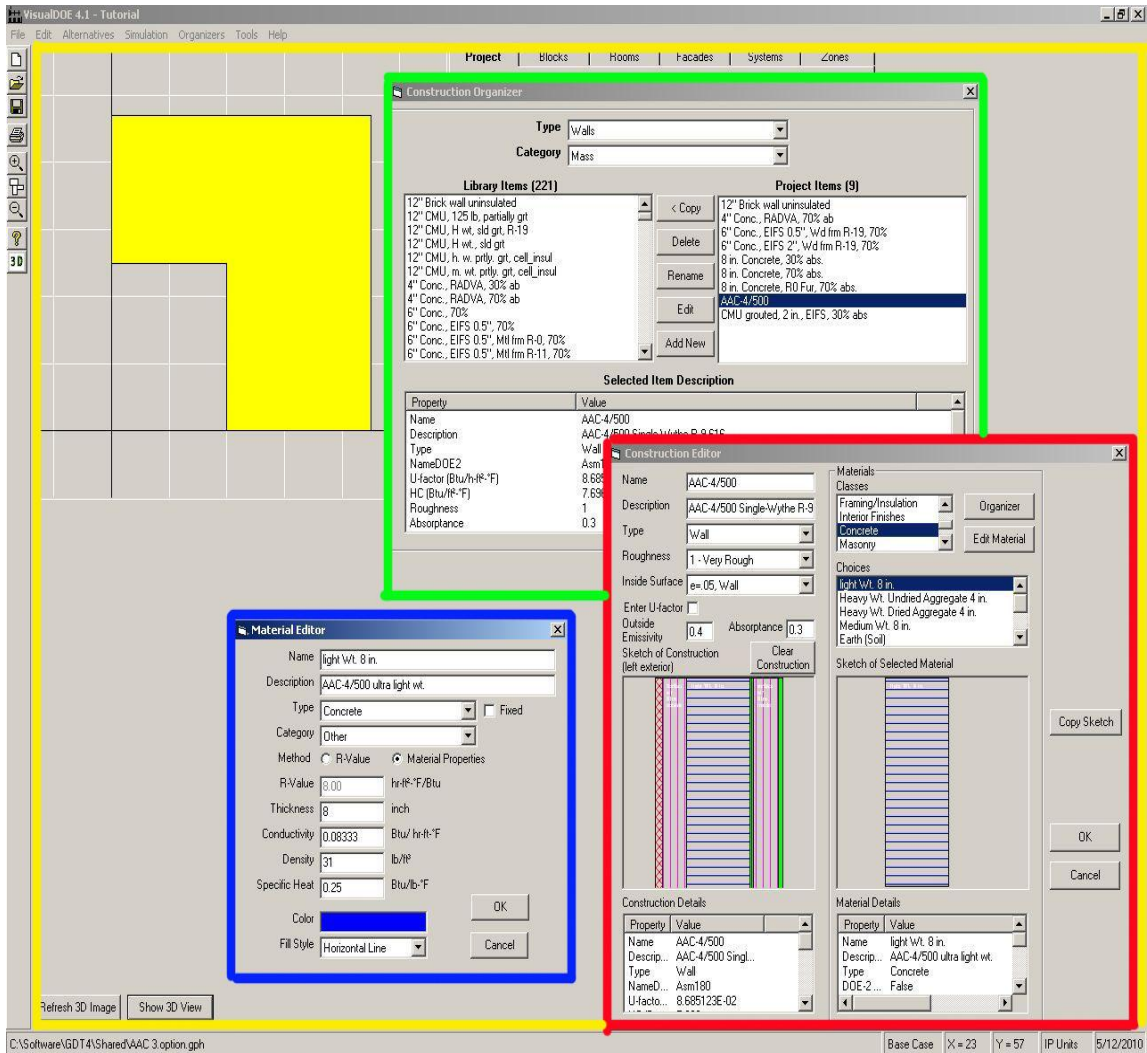 VisualDOE 4.1 - Tutorial
File Edit Alternatives Simulation Organizers Tools Help
Project Blocks Rooms Facades Systems Zones
3D
Construction Organizer
Type Walls
Category Mass
Library Items (221)
12" Brick wall uninsulated
12" CMU, 125 lb, partially grt
12" CMU, H wt, sld grt, R-19
12" CMU, H wt., sld grt
12" CMU, h. w. prtly. grt, cell_insul
12" CMU, m. wt. prtly. grt, cell_insul
4" Conc., RADVA, 30% ab
4" Conc., RADVA, 70% ab
6" Conc., 70%
6" Conc., EIFS 0.5", 70%
6" Conc., EIFS 0.5", Mtl frm R-0, 70%
6" Conc., EIFS 0.5", Mtl frm R-11, 70%
< Copy
Delete
Rename
Edit
Add New
Project Items (9)
12" Brick wall uninsulated
4" Conc., RADVA, 70% ab
6" Conc., EIFS 0.5", Wd frm R-19, 70%
6" Conc., EIFS 2", Wd frm R-19, 70%
8 in. Concrete, 30% abs.
8 in. Concrete, 70% abs.
8 in. Concrete, R0 Fur, 70% abs.
AAC-4/500
CMU grouted, 2 in., EIFS, 30% abs
Selected Item Description
Property Value
Name AAC-4/500
Description AAC-4/500 Single-Wythe R-9.616
Type Wall
NameDOE2 Asm1
U-factor (Btu/h-ft²-°F) 8.685
HC (Btu/ft²-°F) 7.696
Roughness 1
Absorptance 0.3
Construction Editor
Name AAC-4/500
Description AAC-4/500 Single-Wythe R-9
Type Wall
Roughness 1 - Very Rough
Inside Surface e=.05, Wall
Enter U-factor
Outside Emissivity 0.4 Absorptance 0.3
Sketch of Construction
(left exterior)
Clear
Construction
Construction Details
Property Value
Name AAC-4/500
Descrip... AAC-4/500 Singl...
Type Wall
NameD... Asm180
U-facto... 8.685123E-02
Materials
Classes
Framing/Insulation
Interior Finishes
Concrete
Masonry
Organizer
Edit Material
Choices
light Wt. 8 in.
Heavy Wt. Undried Aggregate 4 in.
Heavy Wt. Dried Aggregate 4 in.
Medium Wt. 8 in.
Earth (Soil)
Sketch of Selected Material
Material Details
Property Value
Name light Wt. 8 in.
Descrip... AAC-4/500 ultra light wt.
Type Concrete
DOE-2 ... False
Copy Sketch
OK
Cancel
Material Editor
Name light Wt. 8 in.
Description AAC-4/500 ultra light wt.
Type Concrete Fixed
Category Other
Method R-Value Material Properties
R-Value 8.00 hr-ft²-°F/Btu
Thickness 8 inch
Conductivity 0.08333 Btu/ hr-ft-°F
Density 31 lb/ft³
Specific Heat 0.25 Btu/lb-°F
Color
Fill Style Horizontal Line
OK
Cancel
Refresh 3D Image Show 3D View
C:\Software\GDT4\Shared\AAC 3.option.gph Base Case X = 23 Y = 57 IP Units 5/12/2010